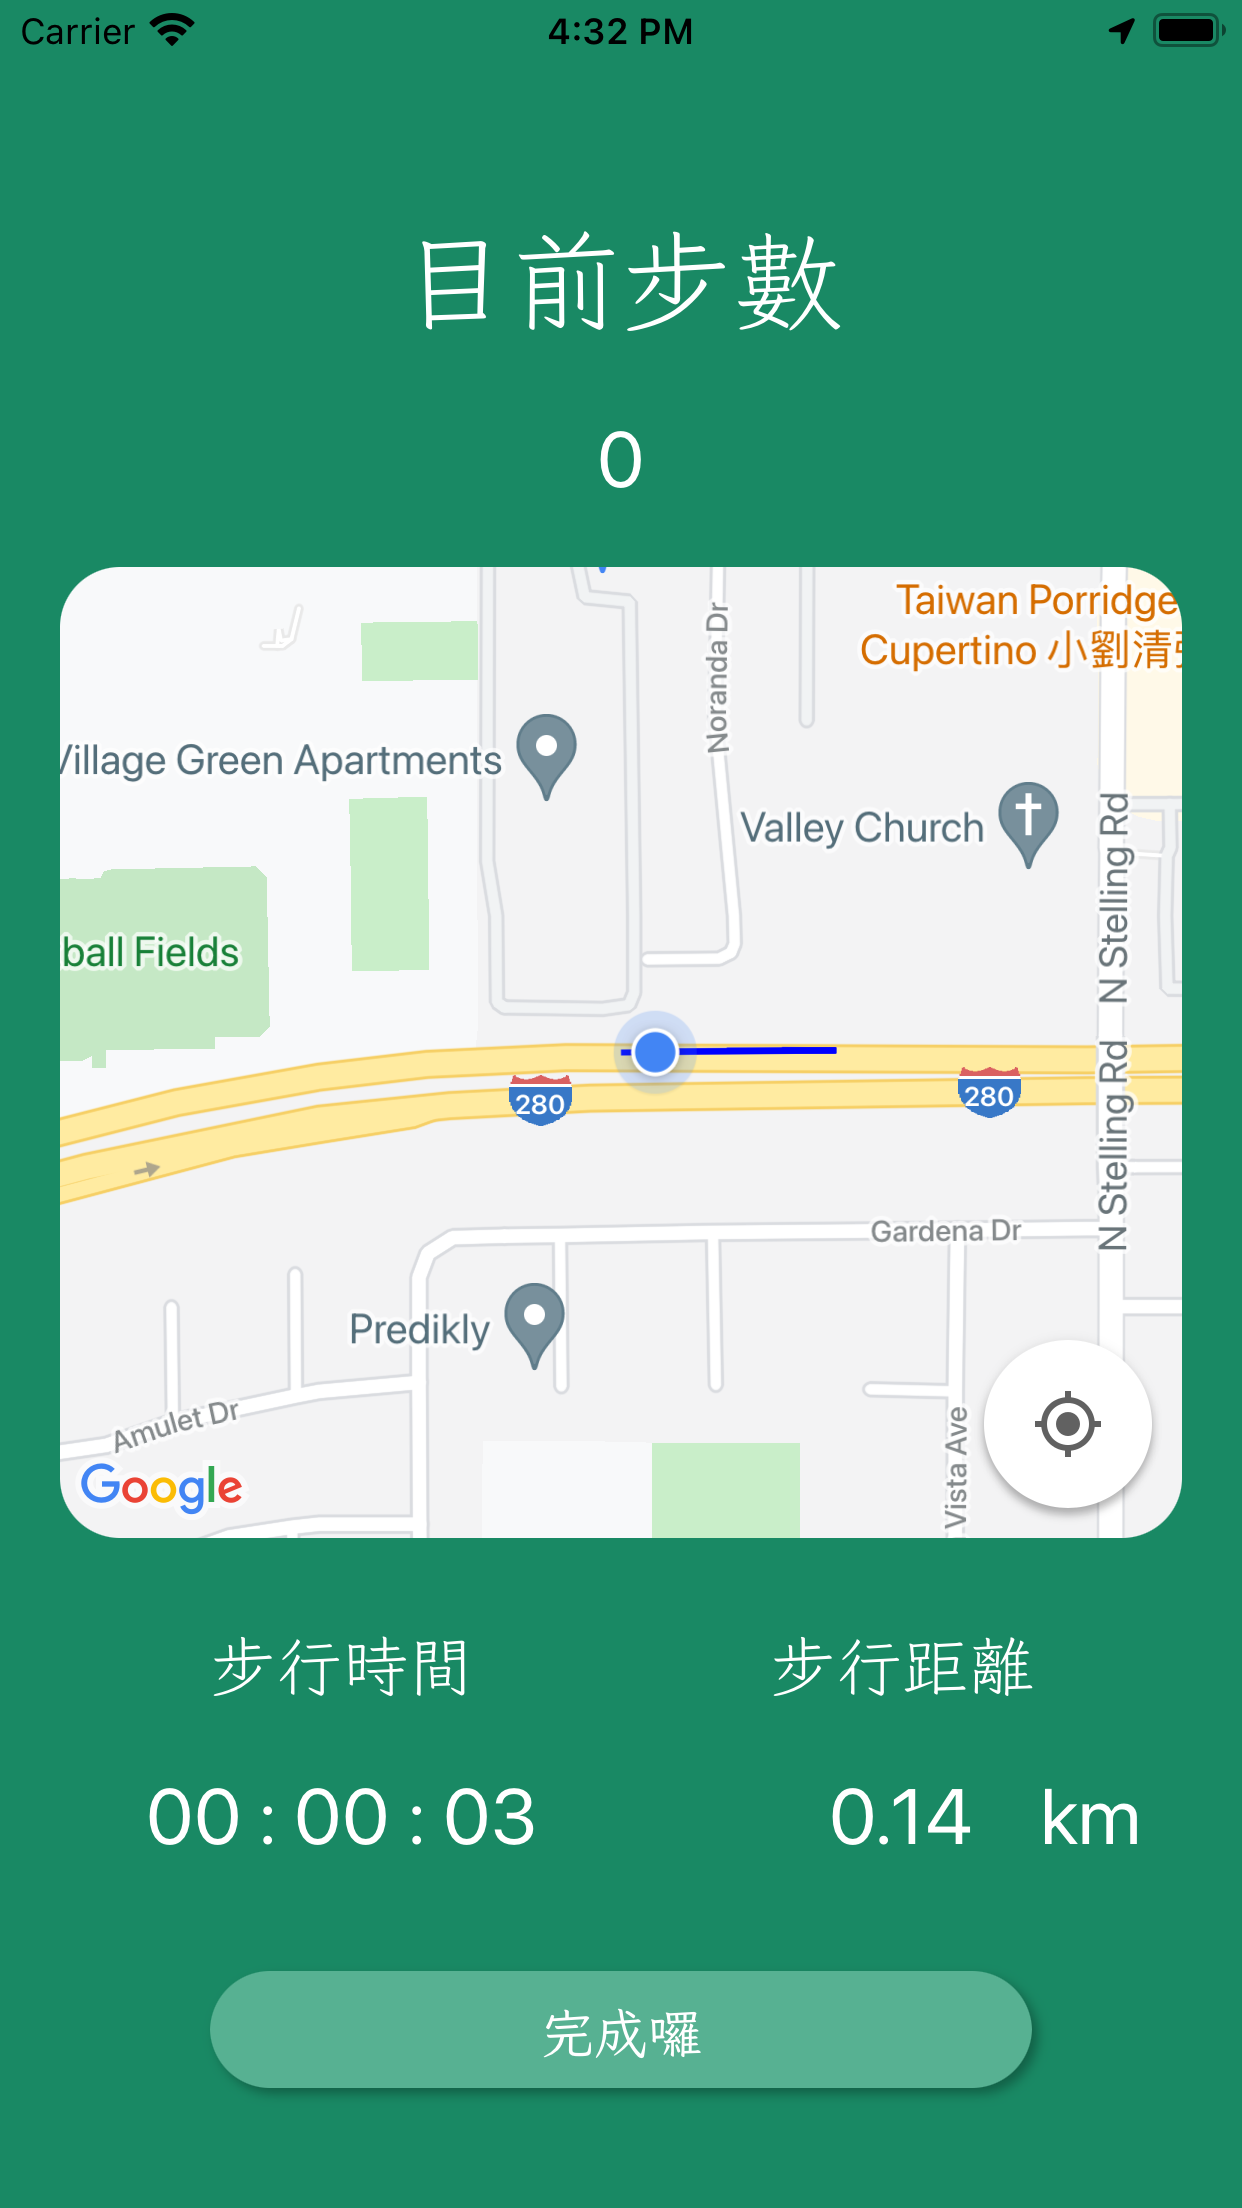 Carrier
4:32 PM
目前步數
0
Taiwan Porridge
Cupertino 小劉清
Noranda Dr
Village Green Apartments
Valley Church
N Stelling Rd
ball Fields
N Stelling Rd
280
280
Gardena Dr
Predikly
Amulet Dr
Vista Ave
Google
步行時間
步行距離
00 : 00 : 03
0.14 km
完成囉